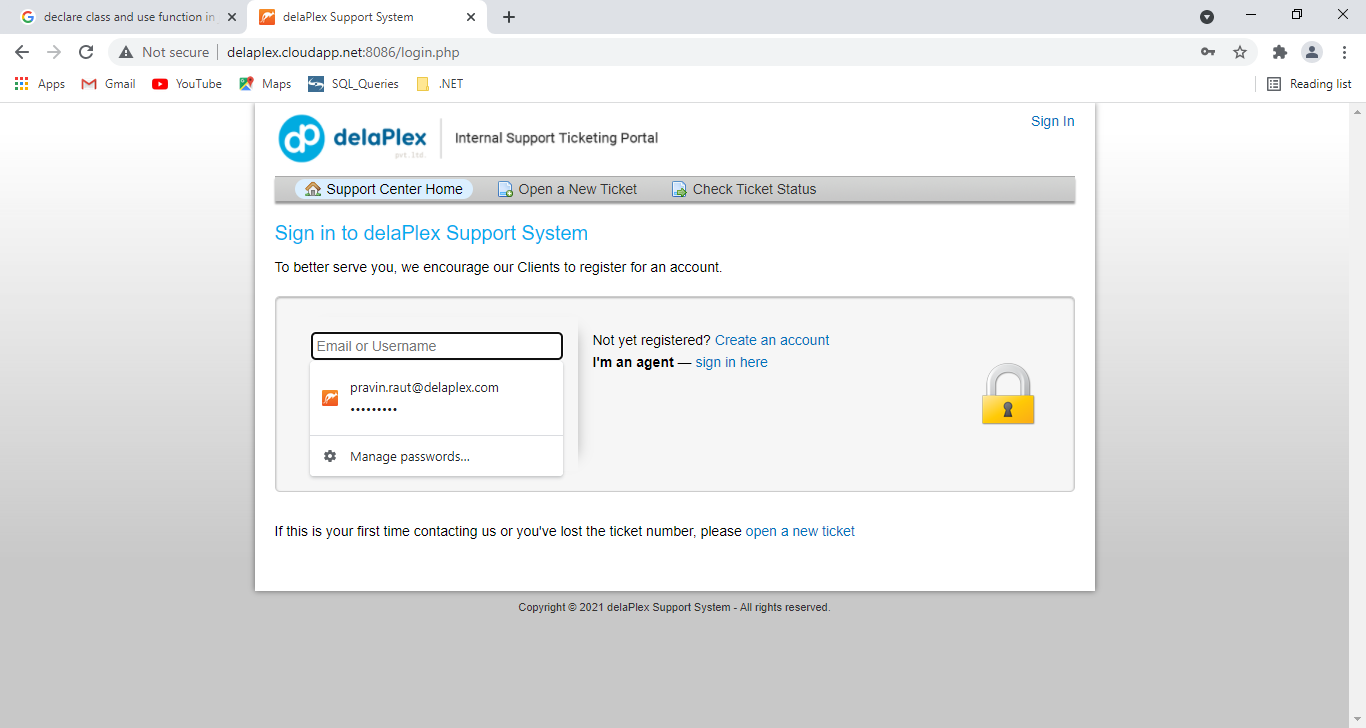 declare class and use function in
delaPlex Support System
Not secure
delaplex.cloudapp.net:8086/login.php
Apps
Gmail
YouTube
Maps
SQL_Queries
.NET
Reading list
dp delaPlex
pvt.ltd.
Internal Support Ticketing Portal
Sign In
Support Center Home
Open a New Ticket
Check Ticket Status
Sign in to delaPlex Support System
To better serve you, we encourage our Clients to register for an account.
Email or Username
pravin.raut@delaplex.com
•••••••••
Manage passwords...
Not yet registered? Create an account
I'm an agent — sign in here
If this is your first time contacting us or you've lost the ticket number, please open a new ticket
Copyright © 2021 delaPlex Support System - All rights reserved.